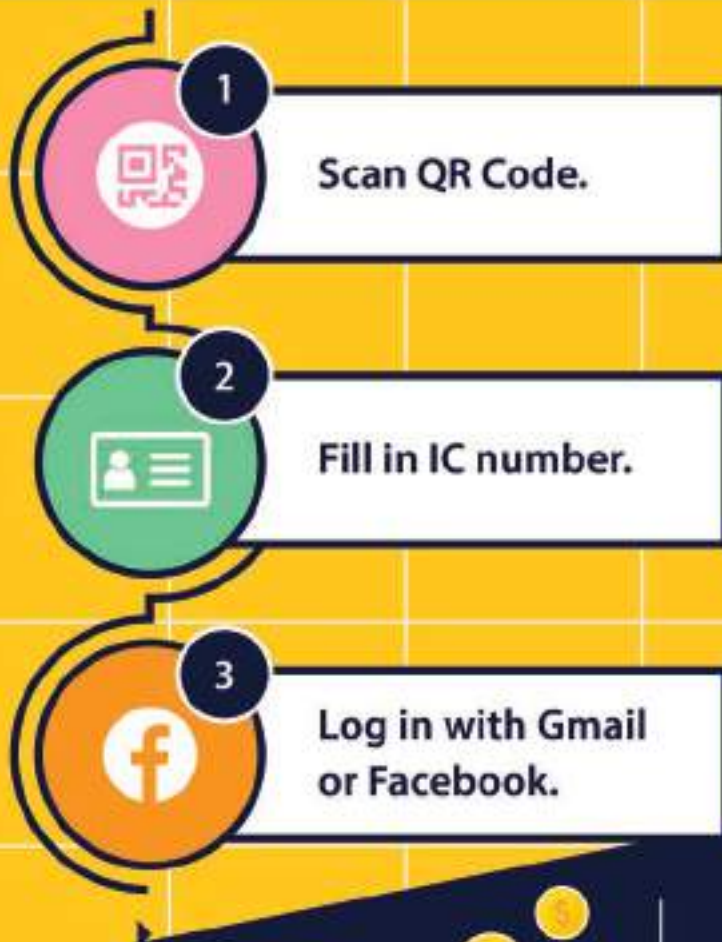 1
Scan QR Code.
2
Fill in IC number.
3
Log in with Gmail
or Facebook.